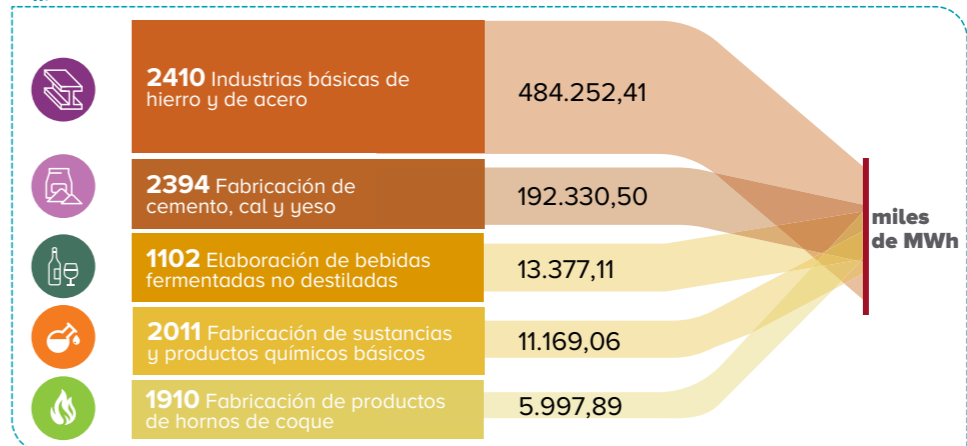 2410 Industrias básicas de
hierro y de acero
484.252,41
2394 Fabricación de
cemento, cal y yeso
192.330,50
1102 Elaboración de bebidas
fermentadas no destiladas
13.377,11
2011 Fabricación de sustancias
y productos químicos básicos
11.169,06
1910 Fabricación de productos
de hornos de coque
5.997,89
miles
de MWh